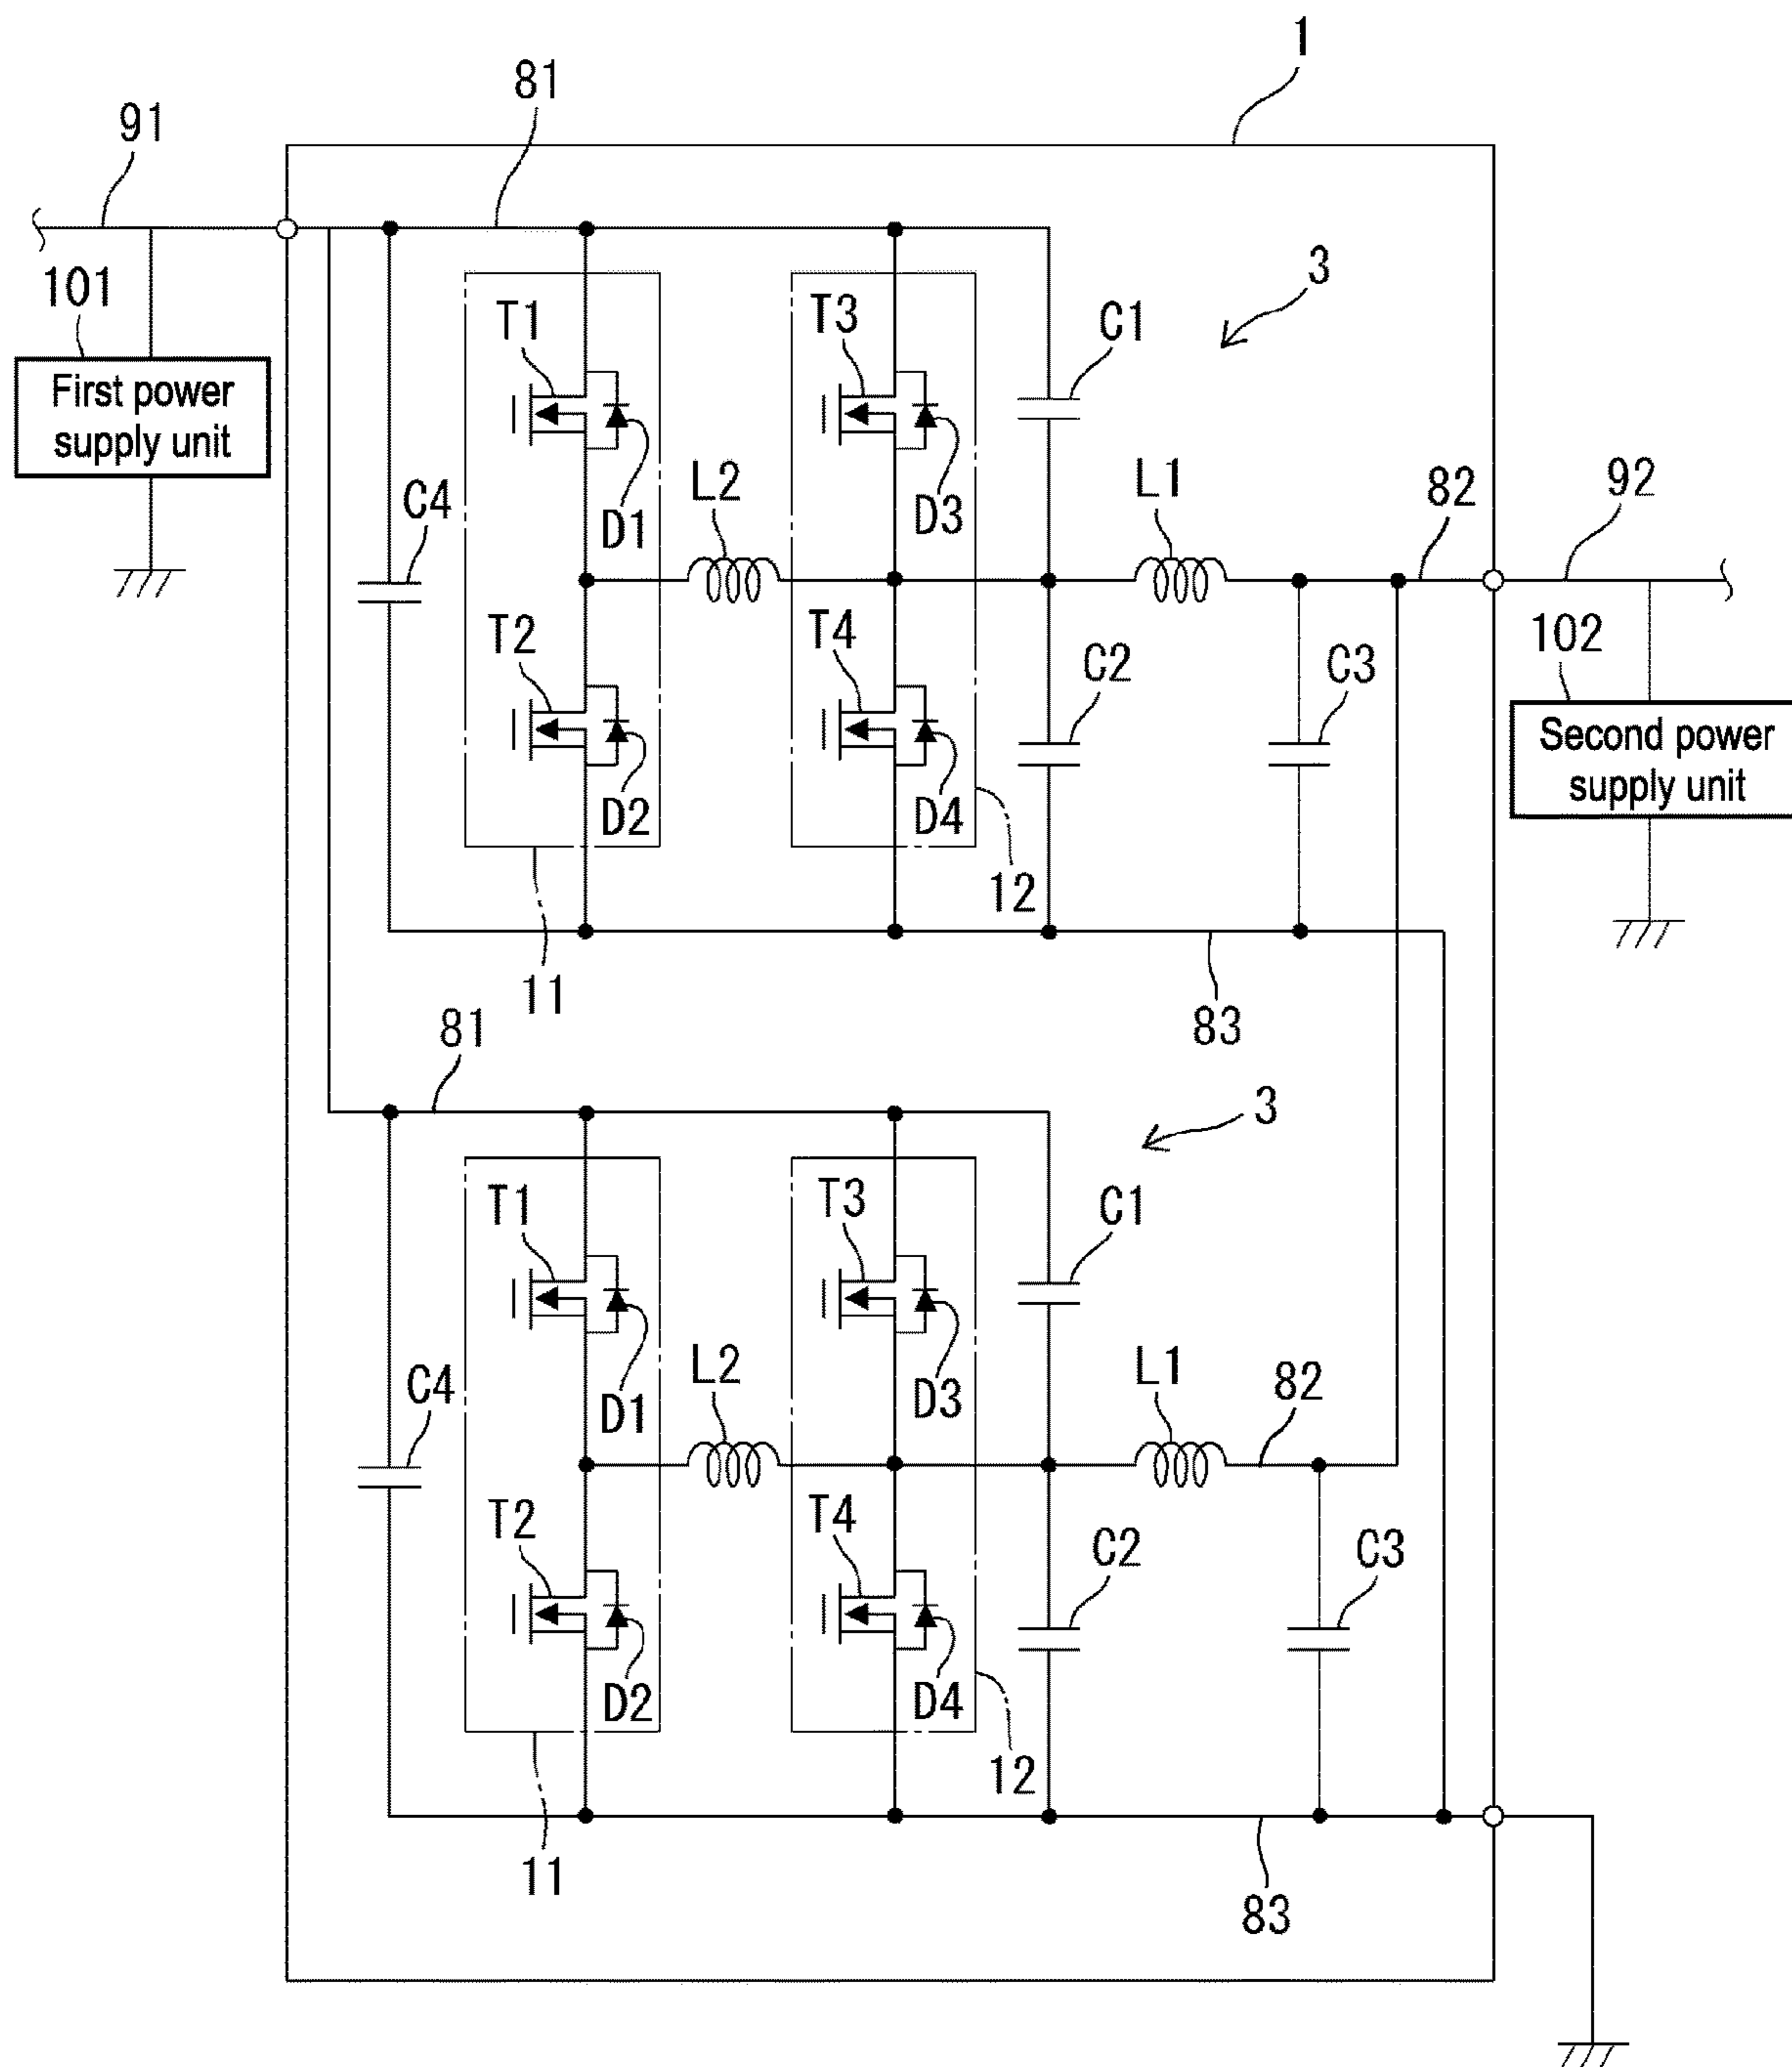 1
81
91
3
101
T1
T3
C1
First power
supply unit
C4
D1
L2
D3
L1
82
92
T2
T4
C2
C3
102
Second power
supply unit
D2
D4
12
11
83
81
3
T1
T3
C1
C4
D1
L2
D3
L1
82
T2
T4
C2
C3
D2
D4
12
11
83